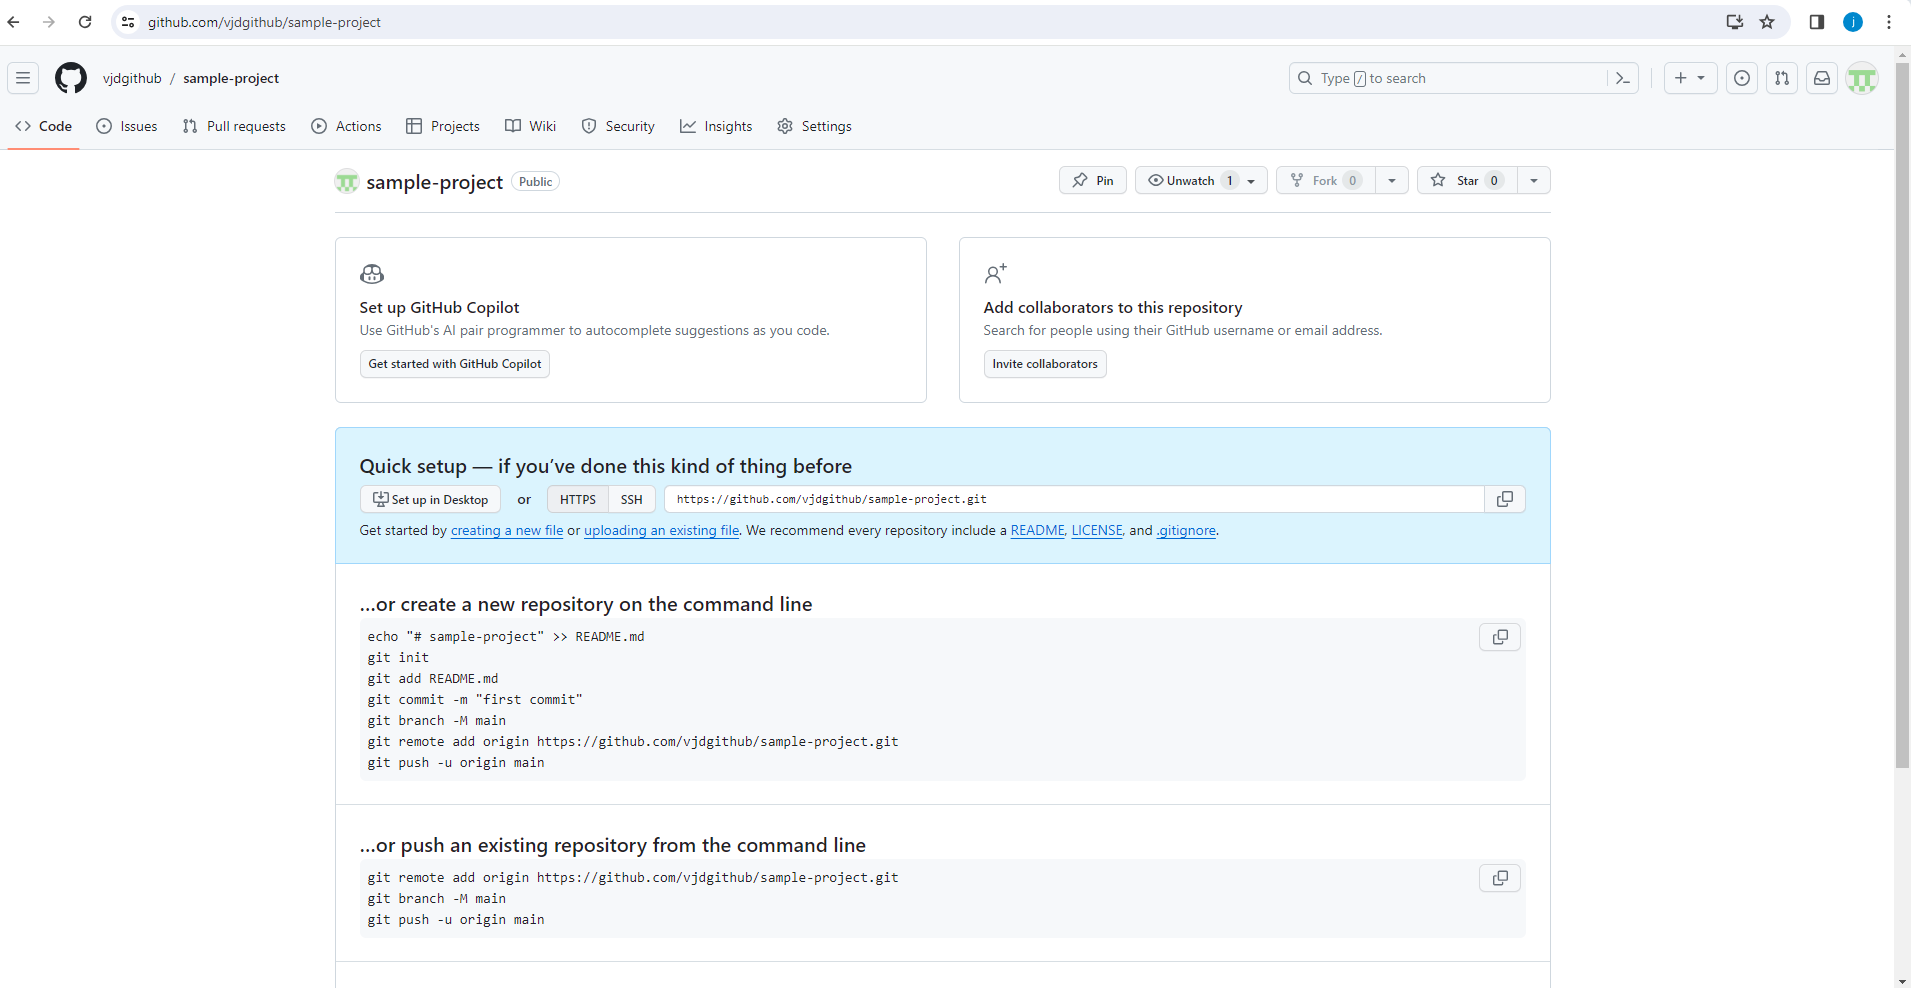 github.com/vjdgithub/sample-project
j
vjdgithub / sample-project
Type / to search
Code Issues Pull requests Actions Projects Wiki Security Insights Settings
sample-project Public
Pin Unwatch 1 Fork 0 Star 0
Set up GitHub Copilot
Use GitHub's AI pair programmer to autocomplete suggestions as you code.
Get started with GitHub Copilot
Add collaborators to this repository
Search for people using their GitHub username or email address.
Invite collaborators
Quick setup — if you’ve done this kind of thing before
Set up in Desktop or HTTPS SSH https://github.com/vjdgithub/sample-project.git
Get started by creating a new file or uploading an existing file. We recommend every repository include a README, LICENSE, and .gitignore.
…or create a new repository on the command line
echo "# sample-project" >> README.md
git init
git add README.md
git commit -m "first commit"
git branch -M main
git remote add origin https://github.com/vjdgithub/sample-project.git
git push -u origin main
…or push an existing repository from the command line
git remote add origin https://github.com/vjdgithub/sample-project.git
git branch -M main
git push -u origin main